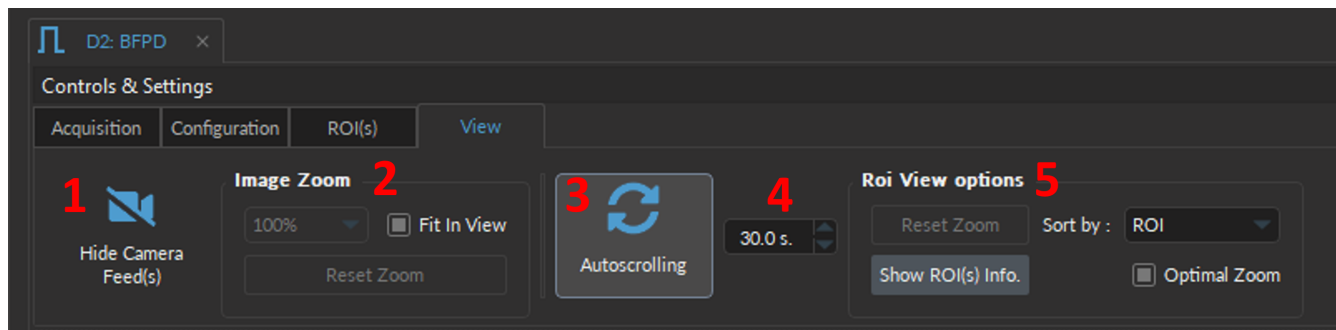 D2: BFPD ×
Controls & Settings
Acquisition Configuration ROI(s) View
1
Hide Camera
Feed(s)
Image Zoom 2
100% Fit In View
Reset Zoom
3
Autoscrolling
4
30.0 s.
Roi View options 5
Reset Zoom Sort by : ROI
Show ROI(s) Info. Optimal Zoom